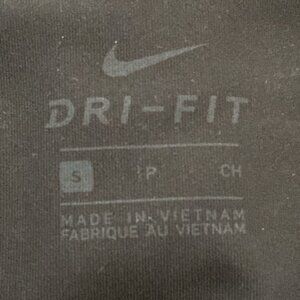 DRI-FIT
S P CH
MADE IN VIETNAM
FABRIQUE AU VIETNAM